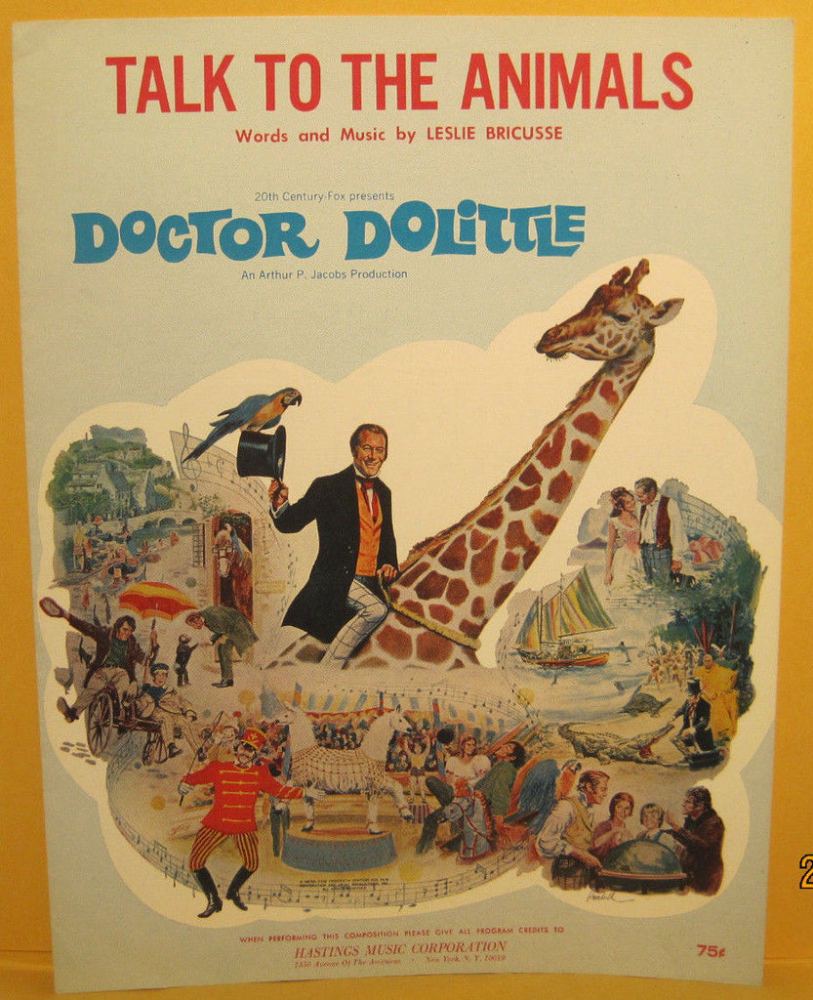 TALK TO THE ANIMALS
Words and Music by LESLIE BRICUSSE
20th Century-Fox presents
DOCTOR DOLITTLE
An Arthur P. Jacobs Production
WHEN PERFORMING THIS COMPOSITION PLEASE GIVE ALL PROGRAM CREDITS TO
HASTINGS MUSIC CORPORATION
1350 Avenue Of The Americas · New York, N. Y. 10019
75¢
2